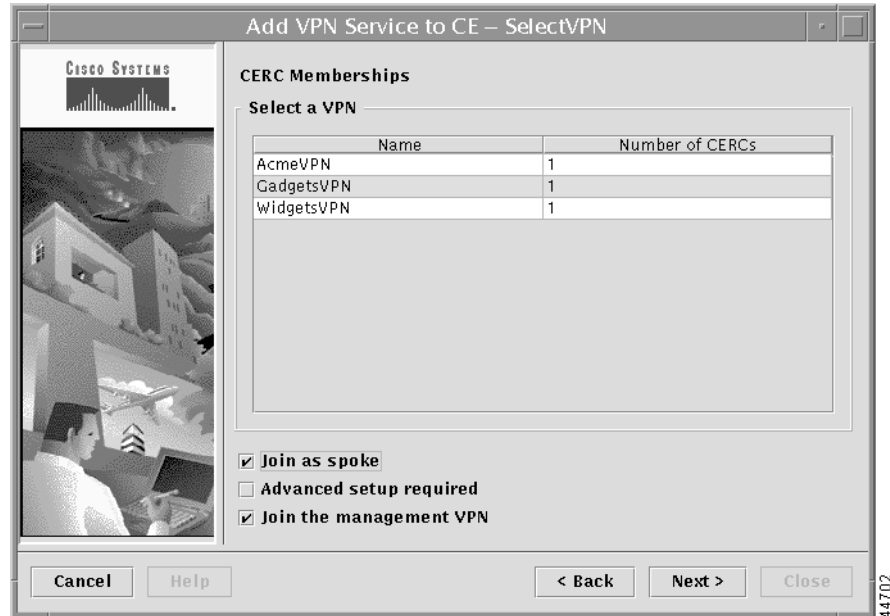 Add VPN Service to CE – SelectVPN
CISCO SYSTEMS
CERC Memberships
Select a VPN
Name Number of CERCs
AcmeVPN 1
GadgetsVPN 1
WidgetsVPN 1
Join as spoke
Advanced setup required
Join the management VPN
Cancel Help < Back Next > Close
44702